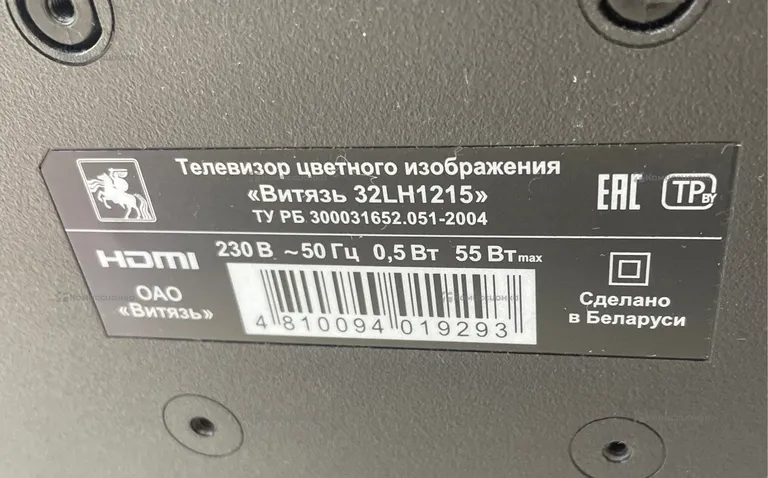 Телевизор цветного изображения
«Витязь 32LH1215»
ТУ РБ 300031652.051-2004
EAC
TP BY
HDMI
230 В ~50 Гц 0,5 Вт 55 Вт max
ОАО
«Витязь»
4 810094 019293
Сделано
в Беларуси